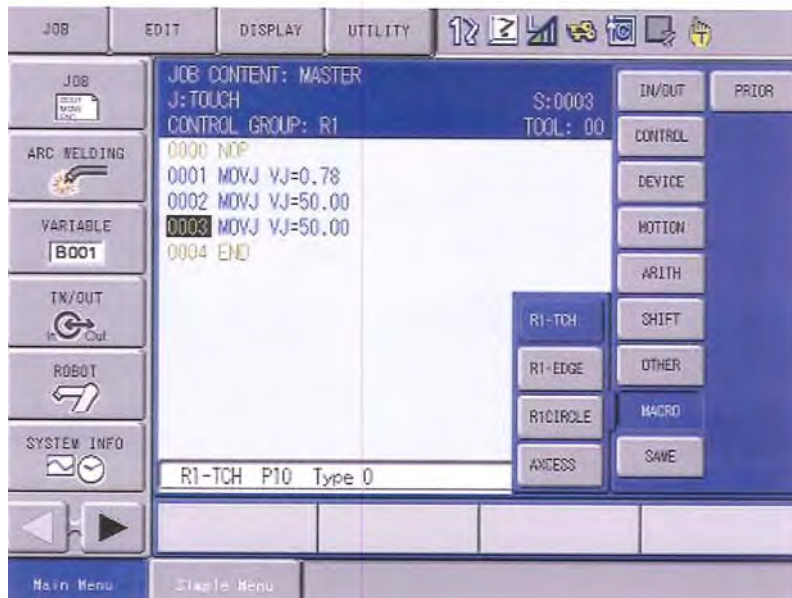 JOB
EDIT
DISPLAY
UTILITY
JOB
ARC WELDING
VARIABLE
B001
IN/OUT
In Out
ROBOT
SYSTEM INFO
JOB CONTENT: MASTER
J:TOUCH S:0003
CONTROL GROUP: R1 TOOL: 00
0000 NOP
0001 MOVJ VJ=0.78
0002 MOVJ VJ=50.00
0003 MOVJ VJ=50.00
0004 END
R1-TCH P10 Type 0
R1-TCH
R1-EDGE
R1CIRCLE
AXCESS
IN/OUT
CONTROL
DEVICE
MOTION
ARITH
SHIFT
OTHER
MACRO
SAME
PRIOR
Main Menu
Simple Menu